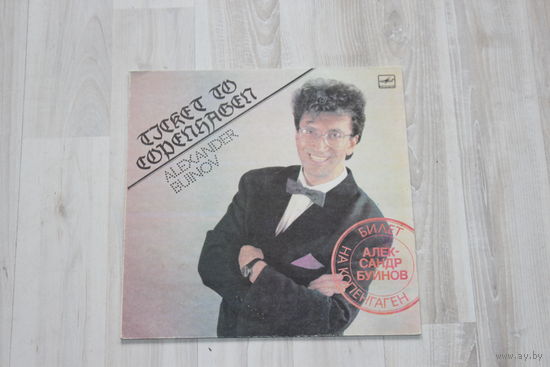 TICKET TO
COPENHAGEN
ALEXANDER
BUINOV
БИЛЕТ
АЛЕК-
САНДР
БУЙНОВ
НА КОПЕНГАГЕН
www.ay.by